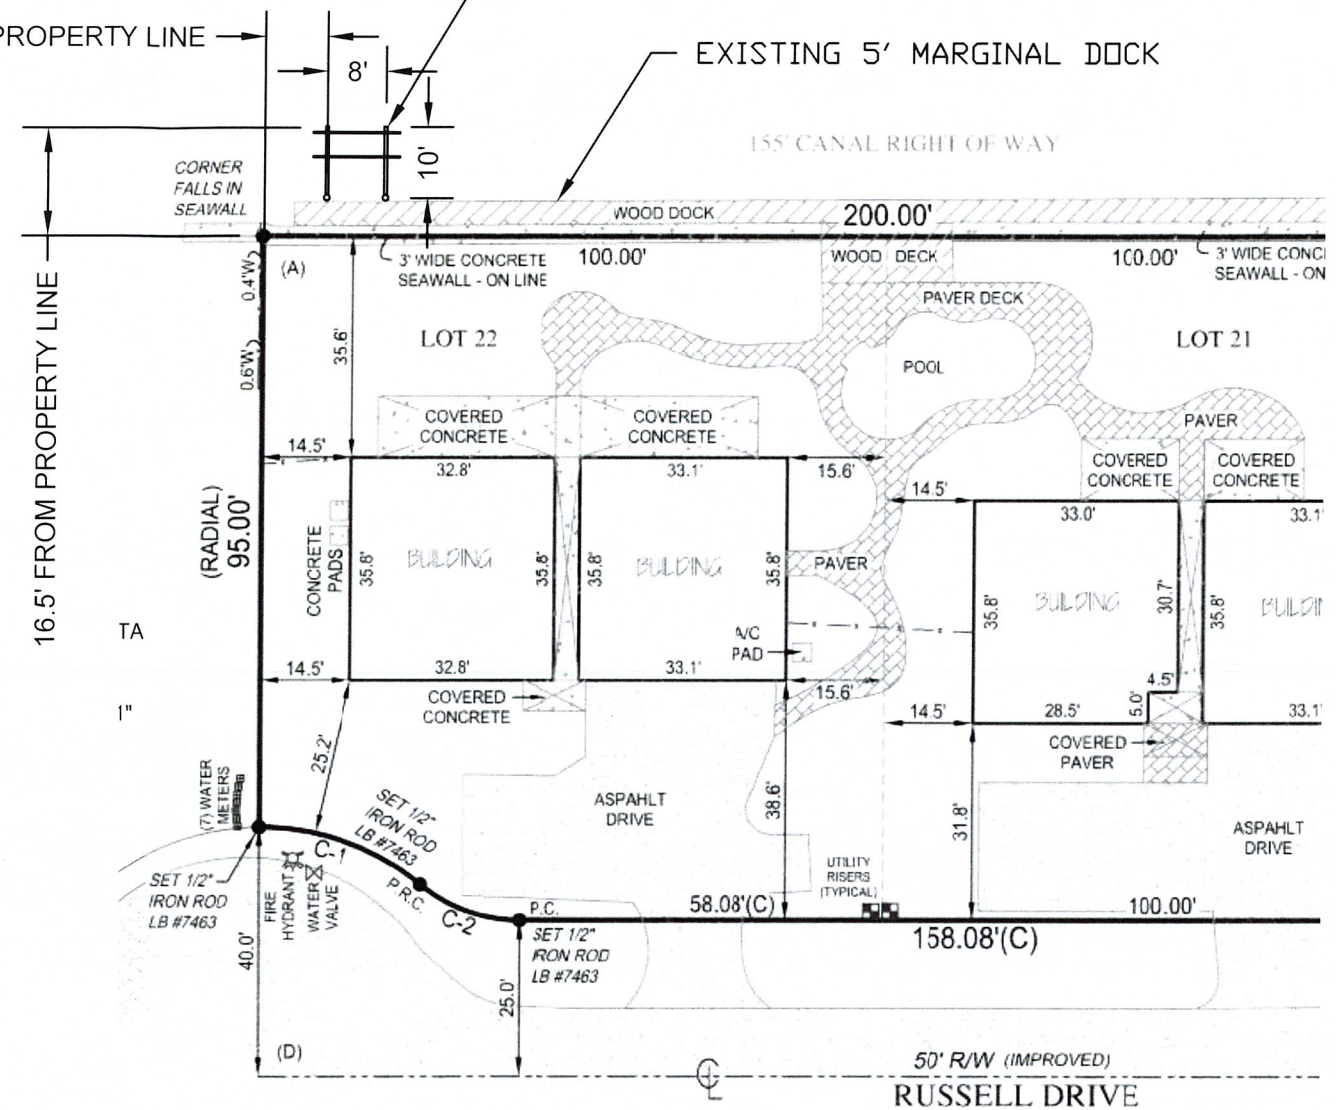 PROPERTY LINE
8'
EXISTING 5' MARGINAL DOCK
155' CANAL RIGHT OF WAY
10'
CORNER
FALLS IN
SEAWALL
WOOD DOCK
200.00'
(A)
3' WIDE CONCRETE
SEAWALL - ON LINE
100.00'
WOOD DECK
100.00'
3' WIDE CONC
SEAWALL - ON
0.4'W
0.6'W
35.6'
PAVER DECK
LOT 22
LOT 21
POOL
16.5' FROM PROPERTY LINE
COVERED
CONCRETE
COVERED
CONCRETE
PAVER
14.5'
32.8'
33.1'
15.6'
COVERED
CONCRETE
COVERED
CONCRETE
14.5'
33.0'
33.1'
(RADIAL)
95.00'
CONCRETE
PADS
35.8'
BUILDING
35.8'
35.8'
BUILDING
35.8'
PAVER
35.8'
BUILDING
30.7'
35.8'
BUILDIN
TA
A/C
PAD
14.5'
32.8'
33.1'
15.6'
4.5'
5.0'
1"
COVERED
CONCRETE
14.5'
28.5'
33.1'
25.2'
COVERED
PAVER
(7) WATER
METERS
SET 1/2"
IRON ROD
LB #7463
ASPAHLT
DRIVE
38.6'
31.8'
ASPAHLT
DRIVE
C-1
SET 1/2"
IRON ROD
LB #7463
FIRE
HYDRANT
WATER
VALVE
P.R.C.
C-2
P.C.
UTILITY
RISERS
(TYPICAL)
58.08'(C)
100.00'
158.08'(C)
SET 1/2"
IRON ROD
LB #7463
40.0'
25.0'
(D)
50' R/W (IMPROVED)
RUSSELL DRIVE